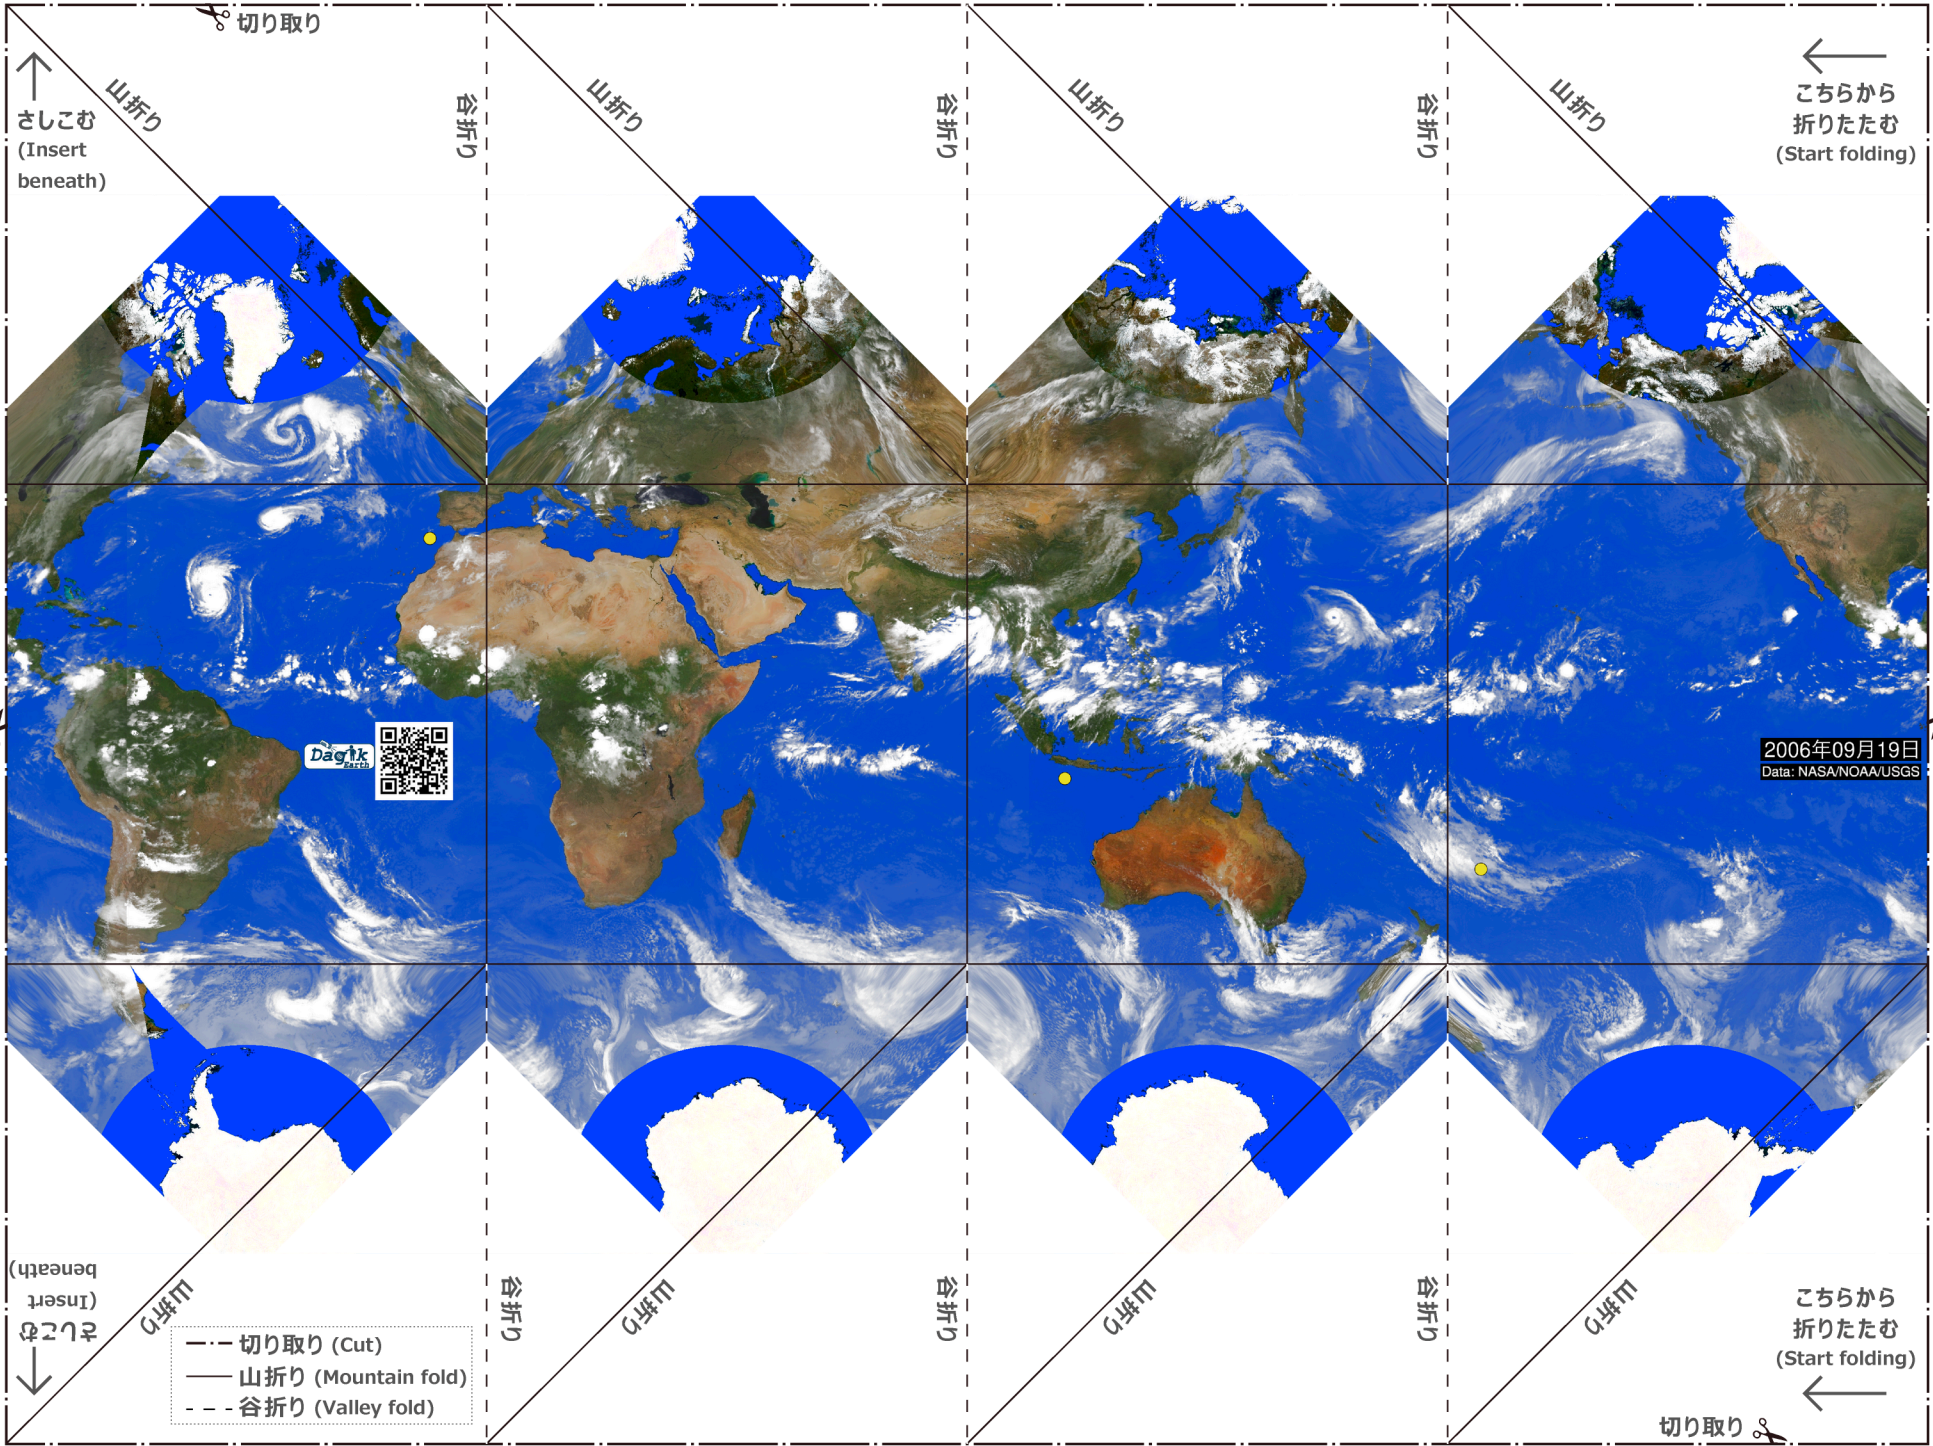 切り取り
山折り
さしこむ
(Insert
beneath)
谷折り
山折り
谷折り
山折り
谷折り
山折り
こちらから
折りたたむ
(Start folding)
Dagik
Earth
2006年09月19日
Data: NASA/NOAA/USGS
さしこむ
(Insert
beneath)
山折り
谷折り
山折り
谷折り
山折り
谷折り
山折り
こちらから
折りたたむ
(Start folding)
切り取り (Cut)
山折り (Mountain fold)
谷折り (Valley fold)
切り取り